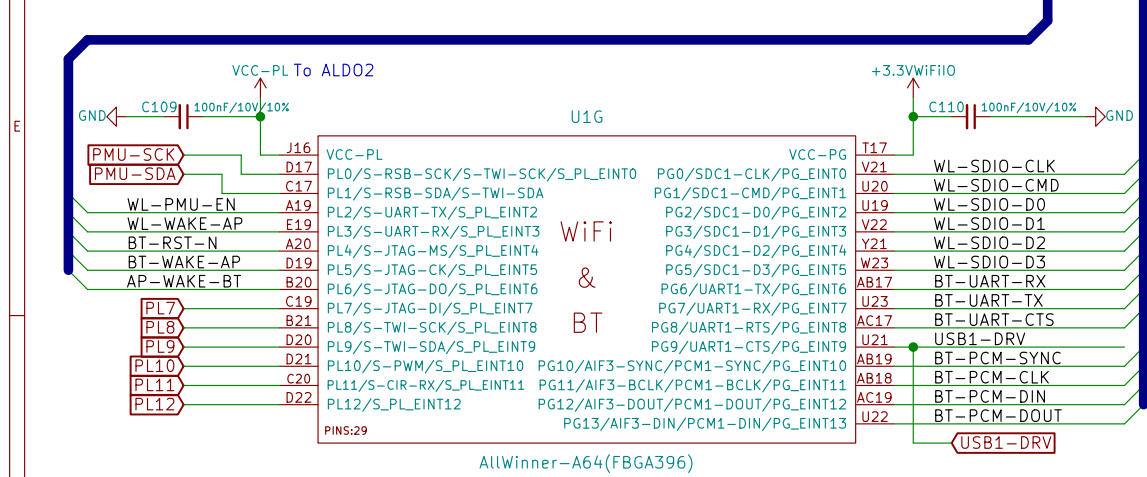 VCC-PL To ALDO2
+3.3VWiFiIO
GND C109 100nF/10V/10%
C110 100nF/10V/10% GND
U1G
E
J16 VCC-PL VCC-PG T17
PMU-SCK D17 PL0/S-RSB-SCK/S-TWI-SCK/S_PL_EINT0 PG0/SDC1-CLK/PG_EINT0 V21 WL-SDIO-CLK
PMU-SDA C17 PL1/S-RSB-SDA/S-TWI-SDA PG1/SDC1-CMD/PG_EINT1 U20 WL-SDIO-CMD
WL-PMU-EN A19 PL2/S-UART-TX/S_PL_EINT2 PG2/SDC1-D0/PG_EINT2 U19 WL-SDIO-D0
WL-WAKE-AP E19 PL3/S-UART-RX/S_PL_EINT3 PG3/SDC1-D1/PG_EINT3 V22 WL-SDIO-D1
BT-RST-N A20 PL4/S-JTAG-MS/S_PL_EINT4 PG4/SDC1-D2/PG_EINT4 Y21 WL-SDIO-D2
BT-WAKE-AP D19 PL5/S-JTAG-CK/S_PL_EINT5 PG5/SDC1-D3/PG_EINT5 W23 WL-SDIO-D3
AP-WAKE-BT B20 PL6/S-JTAG-DO/S_PL_EINT6 PG6/UART1-TX/PG_EINT6 AB17 BT-UART-RX
PL7 C19 PL7/S-JTAG-DI/S_PL_EINT7 PG7/UART1-RX/PG_EINT7 U23 BT-UART-TX
PL8 B21 PL8/S-TWI-SCK/S_PL_EINT8 PG8/UART1-RTS/PG_EINT8 AC17 BT-UART-CTS
PL9 D20 PL9/S-TWI-SDA/S_PL_EINT9 PG9/UART1-CTS/PG_EINT9 U21 USB1-DRV
PL10 D21 PL10/S-PWM/S_PL_EINT10 PG10/AIF3-SYNC/PCM1-SYNC/PG_EINT10 AB19 BT-PCM-SYNC
PL11 C20 PL11/S-CIR-RX/S_PL_EINT11 PG11/AIF3-BCLK/PCM1-BCLK/PG_EINT11 AB18 BT-PCM-CLK
PL12 D22 PL12/S_PL_EINT12 PG12/AIF3-DOUT/PCM1-DOUT/PG_EINT12 AC19 BT-PCM-DIN
PG13/AIF3-DIN/PCM1-DIN/PG_EINT13 U22 BT-PCM-DOUT
WiFi
&
BT
PINS:29
USB1-DRV
AllWinner-A64(FBGA396)